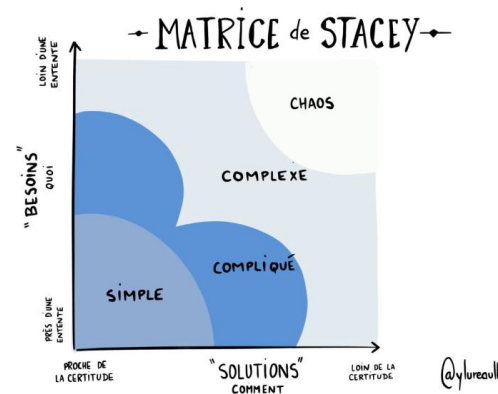 MATRICE de STACEY
LOIN D'UNE
ENTENTE
"BESOINS"
QUOI
PRÈS D'UNE
ENTENTE
CHAOS
COMPLEXE
COMPLIQUÉ
SIMPLE
PROCHE DE
LA CERTITUDE
"SOLUTIONS"
COMMENT
LOIN DE LA
CERTITUDE